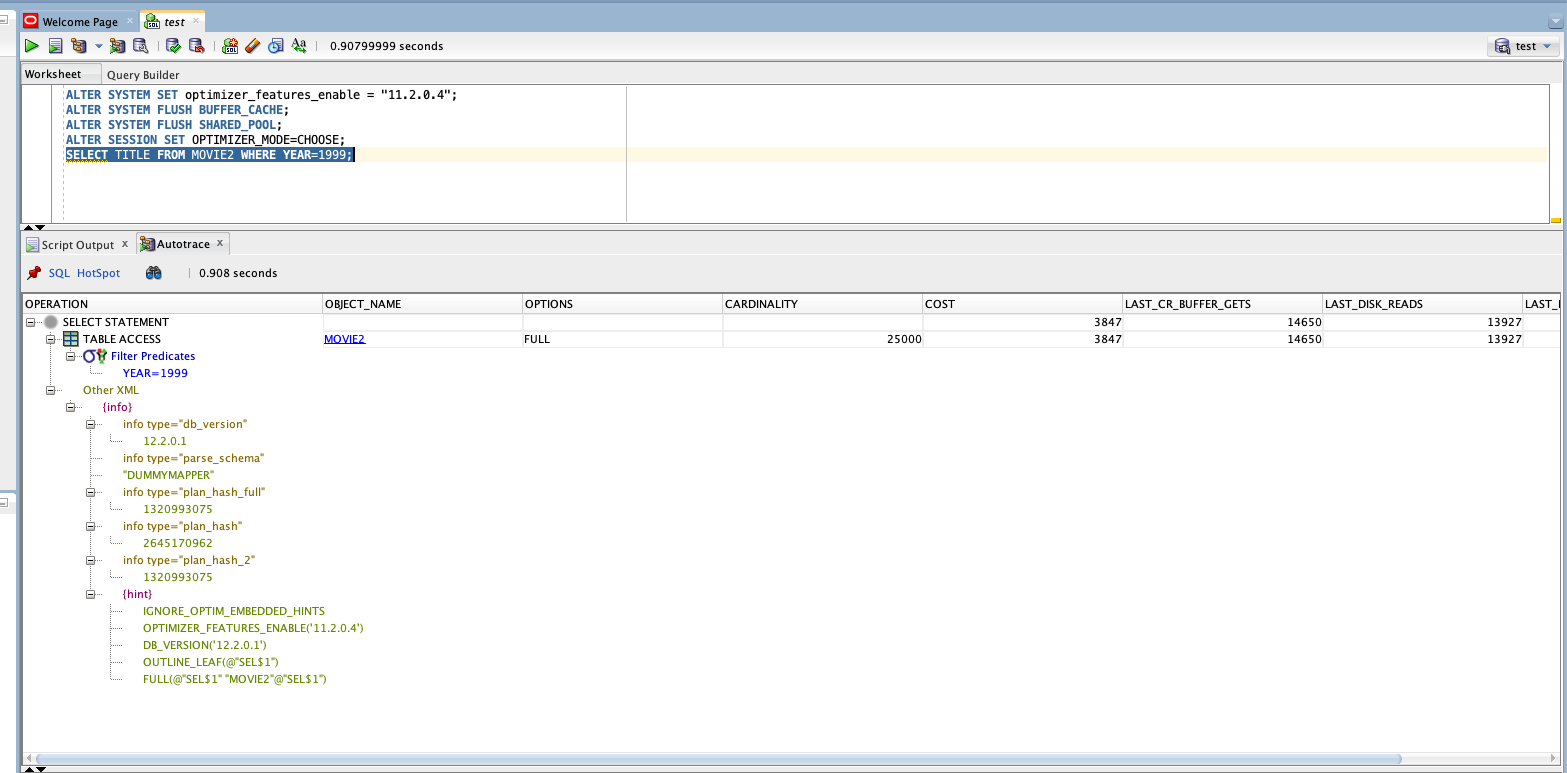 Welcome Page × test ×
0.90799999 seconds test
Worksheet Query Builder
ALTER SYSTEM SET optimizer_features_enable = "11.2.0.4";
ALTER SYSTEM FLUSH BUFFER_CACHE;
ALTER SYSTEM FLUSH SHARED_POOL;
ALTER SESSION SET OPTIMIZER_MODE=CHOOSE;
SELECT TITLE FROM MOVIE2 WHERE YEAR=1999;
Script Output × Autotrace ×
SQL HotSpot 0.908 seconds
OPERATION OBJECT_NAME OPTIONS CARDINALITY COST LAST_CR_BUFFER_GETS LAST_DISK_READS
SELECT STATEMENT 3847 14650 13927
TABLE ACCESS MOVIE2 FULL 25000 3847 14650 13927
Filter Predicates
YEAR=1999
Other XML
{info}
info type="db_version"
12.2.0.1
info type="parse_schema"
"DUMMYMAPPER"
info type="plan_hash_full"
1320993075
info type="plan_hash"
2645170962
info type="plan_hash_2"
1320993075
{hint}
IGNORE_OPTIM_EMBEDDED_HINTS
OPTIMIZER_FEATURES_ENABLE('11.2.0.4')
DB_VERSION('12.2.0.1')
OUTLINE_LEAF(@"SEL$1")
FULL(@"SEL$1" "MOVIE2"@"SEL$1")